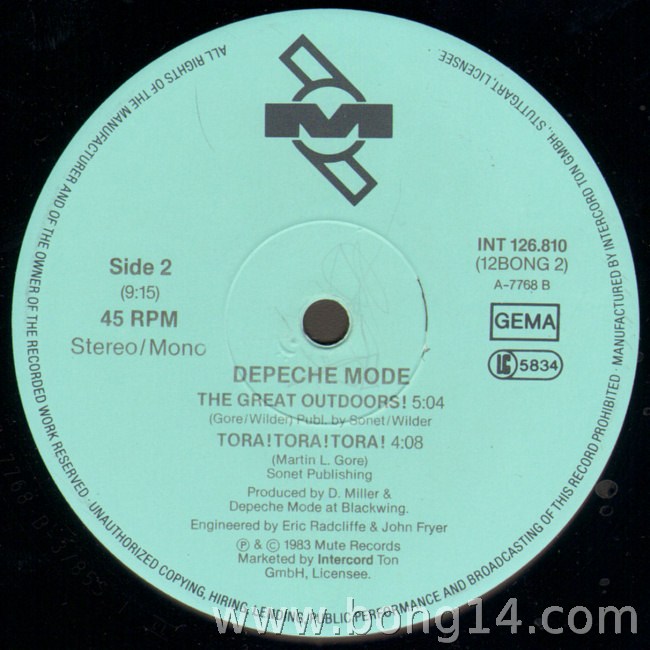 ALL RIGHTS OF THE MANUFACTURER AND OF THE OWNER OF THE RECORDED WORK RESERVED · UNAUTHORIZED COPYING, HIRING, LENDING, PUBLIC PERFORMANCE AND BROADCASTING OF THIS RECORD PROHIBITED · MANUFACTURED BY INTERCORD TON GMBH, STUTTGART, LICENSEE.
M
Side 2
(9:15)
45 RPM
Stereo/Mono
INT 126.810
(12BONG 2)
A-7768 B
GEMA
LC 5834
DEPECHE MODE
THE GREAT OUTDOORS! 5:04
(Gore/Wilder) Publ. by Sonet/Wilder
TORA!TORA!TORA! 4:08
(Martin L. Gore)
Sonet Publishing
Produced by D. Miller &
Depeche Mode at Blackwing.
Engineered by Eric Radcliffe & John Fryer
Ⓟ & © 1983 Mute Records
Marketed by Intercord Ton
GmbH, Licensee.
www.bong14.com